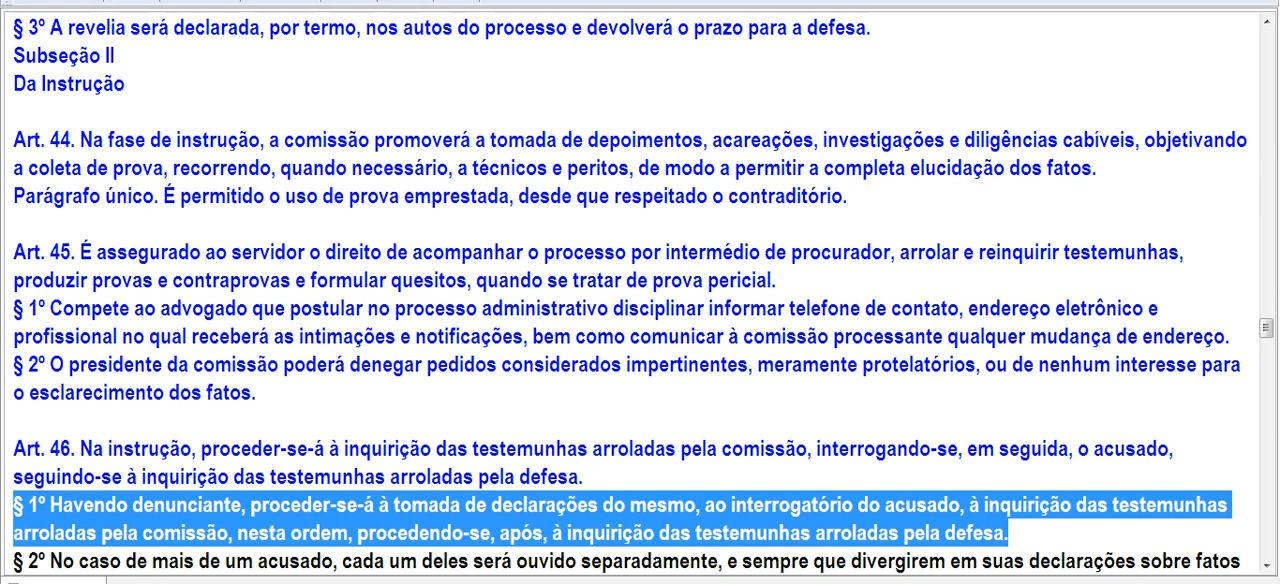 § 3º A revelia será declarada, por termo, nos autos do processo e devolverá o prazo para a defesa.
Subseção II
Da Instrução
Art. 44. Na fase de instrução, a comissão promoverá a tomada de depoimentos, acareações, investigações e diligências cabíveis, objetivando
a coleta de prova, recorrendo, quando necessário, a técnicos e peritos, de modo a permitir a completa elucidação dos fatos.
Parágrafo único. É permitido o uso de prova emprestada, desde que respeitado o contraditório.
Art. 45. É assegurado ao servidor o direito de acompanhar o processo por intermédio de procurador, arrolar e reinquirir testemunhas,
produzir provas e contraprovas e formular quesitos, quando se tratar de prova pericial.
§ 1º Compete ao advogado que postular no processo administrativo disciplinar informar telefone de contato, endereço eletrônico e
profissional no qual receberá as intimações e notificações, bem como comunicar à comissão processante qualquer mudança de endereço.
§ 2º O presidente da comissão poderá denegar pedidos considerados impertinentes, meramente protelatórios, ou de nenhum interesse para
o esclarecimento dos fatos.
Art. 46. Na instrução, proceder-se-á à inquirição das testemunhas arroladas pela comissão, interrogando-se, em seguida, o acusado,
seguindo-se à inquirição das testemunhas arroladas pela defesa.
§ 1º Havendo denunciante, proceder-se-á à tomada de declarações do mesmo, ao interrogatório do acusado, à inquirição das testemunhas
arroladas pela comissão, nesta ordem, procedendo-se, após, à inquirição das testemunhas arroladas pela defesa.
§ 2º No caso de mais de um acusado, cada um deles será ouvido separadamente, e sempre que divergirem em suas declarações sobre fatos